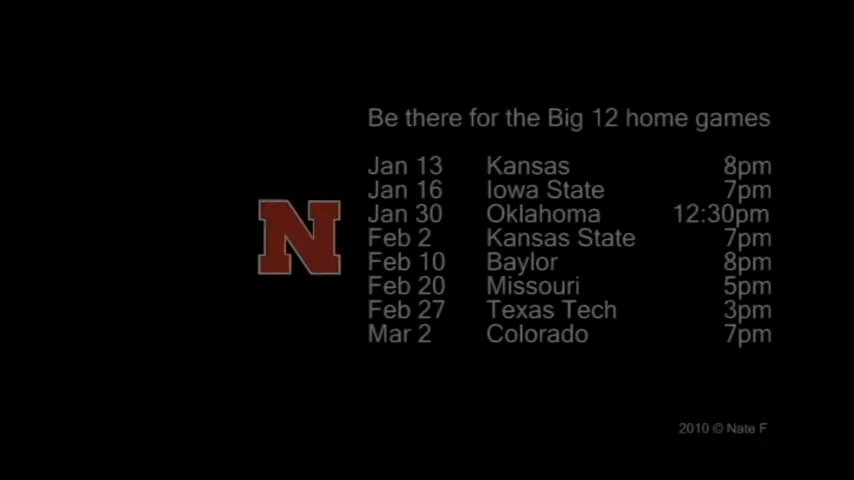 Be there for the Big 12 home games
Jan 13 Kansas 8pm
Jan 16 Iowa State 7pm
Jan 30 Oklahoma 12:30pm
Feb 2 Kansas State 7pm
Feb 10 Baylor 8pm
Feb 20 Missouri 5pm
Feb 27 Texas Tech 3pm
Mar 2 Colorado 7pm
N
2010 © Nate F